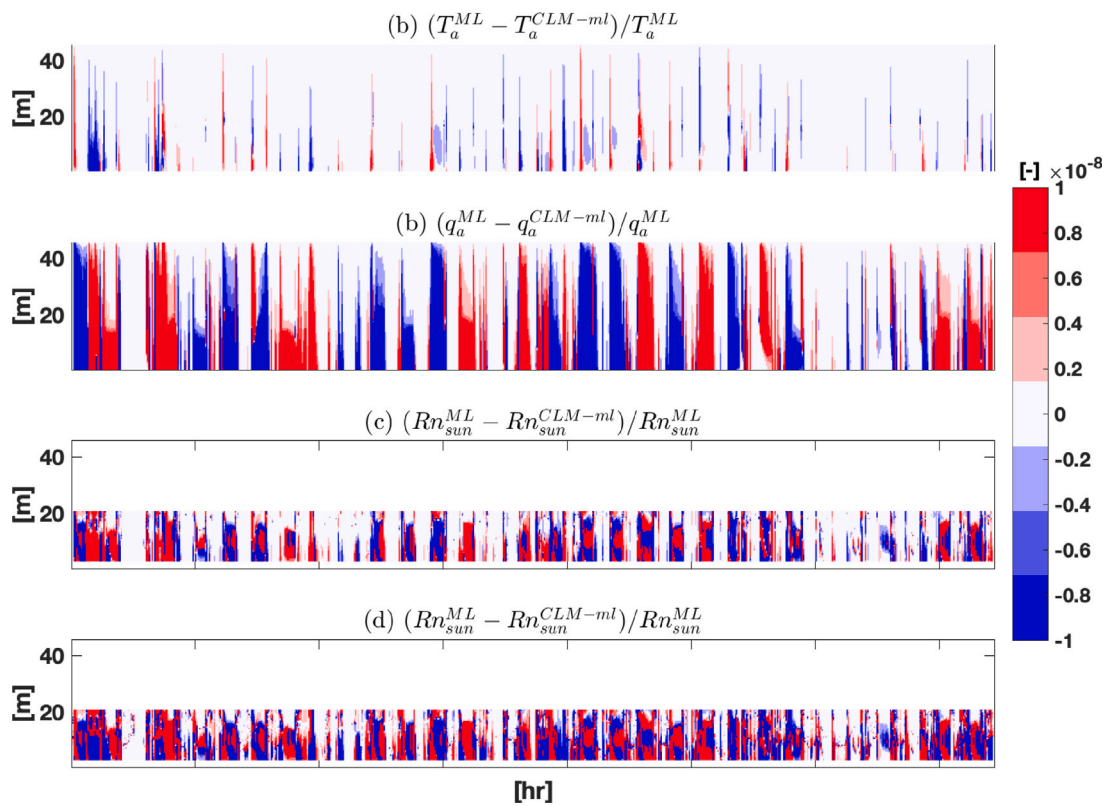 (b) (T_a^{ML} − T_a^{CLM−ml})/T_a^{ML}
40
20
[m]
(b) (q_a^{ML} − q_a^{CLM−ml})/q_a^{ML}
40
20
[m]
(c) (Rn_{sun}^{ML} − Rn_{sun}^{CLM−ml})/Rn_{sun}^{ML}
40
20
[m]
(d) (Rn_{sun}^{ML} − Rn_{sun}^{CLM−ml})/Rn_{sun}^{ML}
40
20
[m]
[hr]
[-] ×10^{-8}
1
0.8
0.6
0.4
0.2
0
-0.2
-0.4
-0.6
-0.8
-1